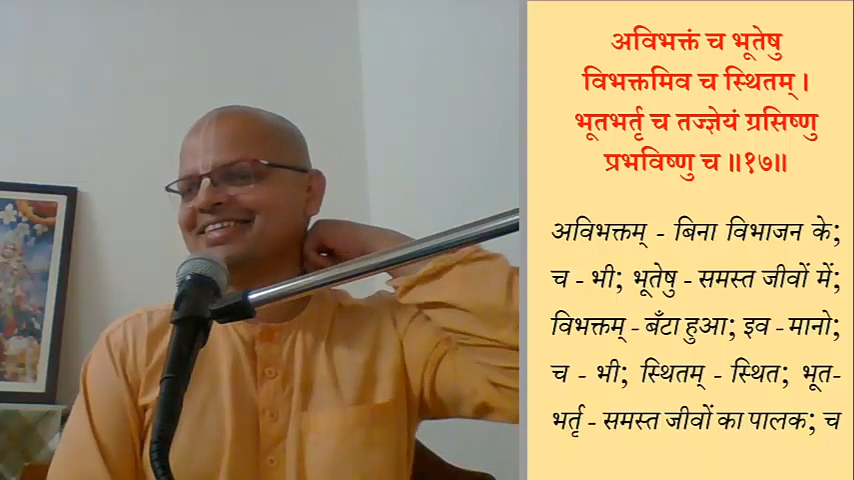 अविभक्तं च भूतेषु
विभक्तमिव च स्थितम् ।
भूतभर्तृ च तज्ज्ञेयं ग्रसिष्णु
प्रभविष्णु च ॥१७॥
अविभक्तम् - बिना विभाजन के;
च - भी; भूतेषु - समस्त जीवों में;
विभक्तम् - बँटा हुआ; इव - मानो;
च - भी; स्थितम् - स्थित; भूत-
भर्तृ - समस्त जीवों का पालक; च